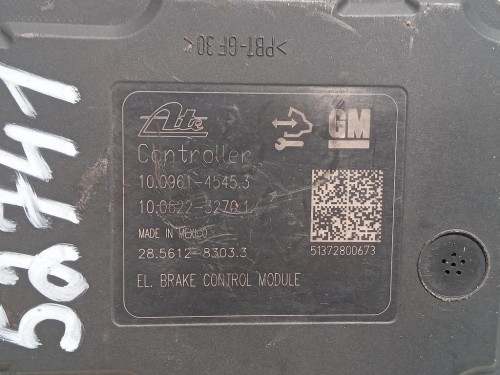 >PBT-GF30<
Ate
GM
Controller
10.0961-4545.3
10.0622-3270.1
MADE IN MEXICO
28.5612-8303.3
51372800673
EL. BRAKE CONTROL MODULE